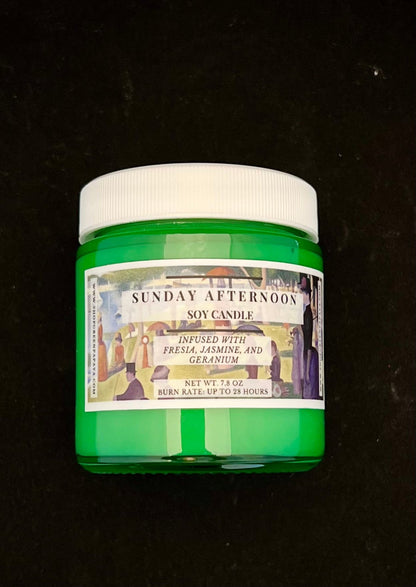 SUNDAY AFTERNOON
SOY CANDLE
INFUSED WITH
FRESIA, JASMINE, AND
GERANIUM
NET WT. 7.8 OZ
BURN RATE: UP TO 28 HOURS